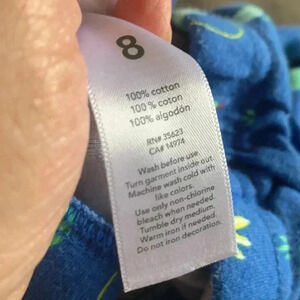 8
100% cotton
100% coton
100% algodón
RN# 35623
CA# 14974
Wash before use.
Turn garment inside out.
Machine wash cold with
like colors.
Use only non-chlorine
bleach when needed.
Tumble dry medium.
Warm iron if needed.
Do not iron decoration.